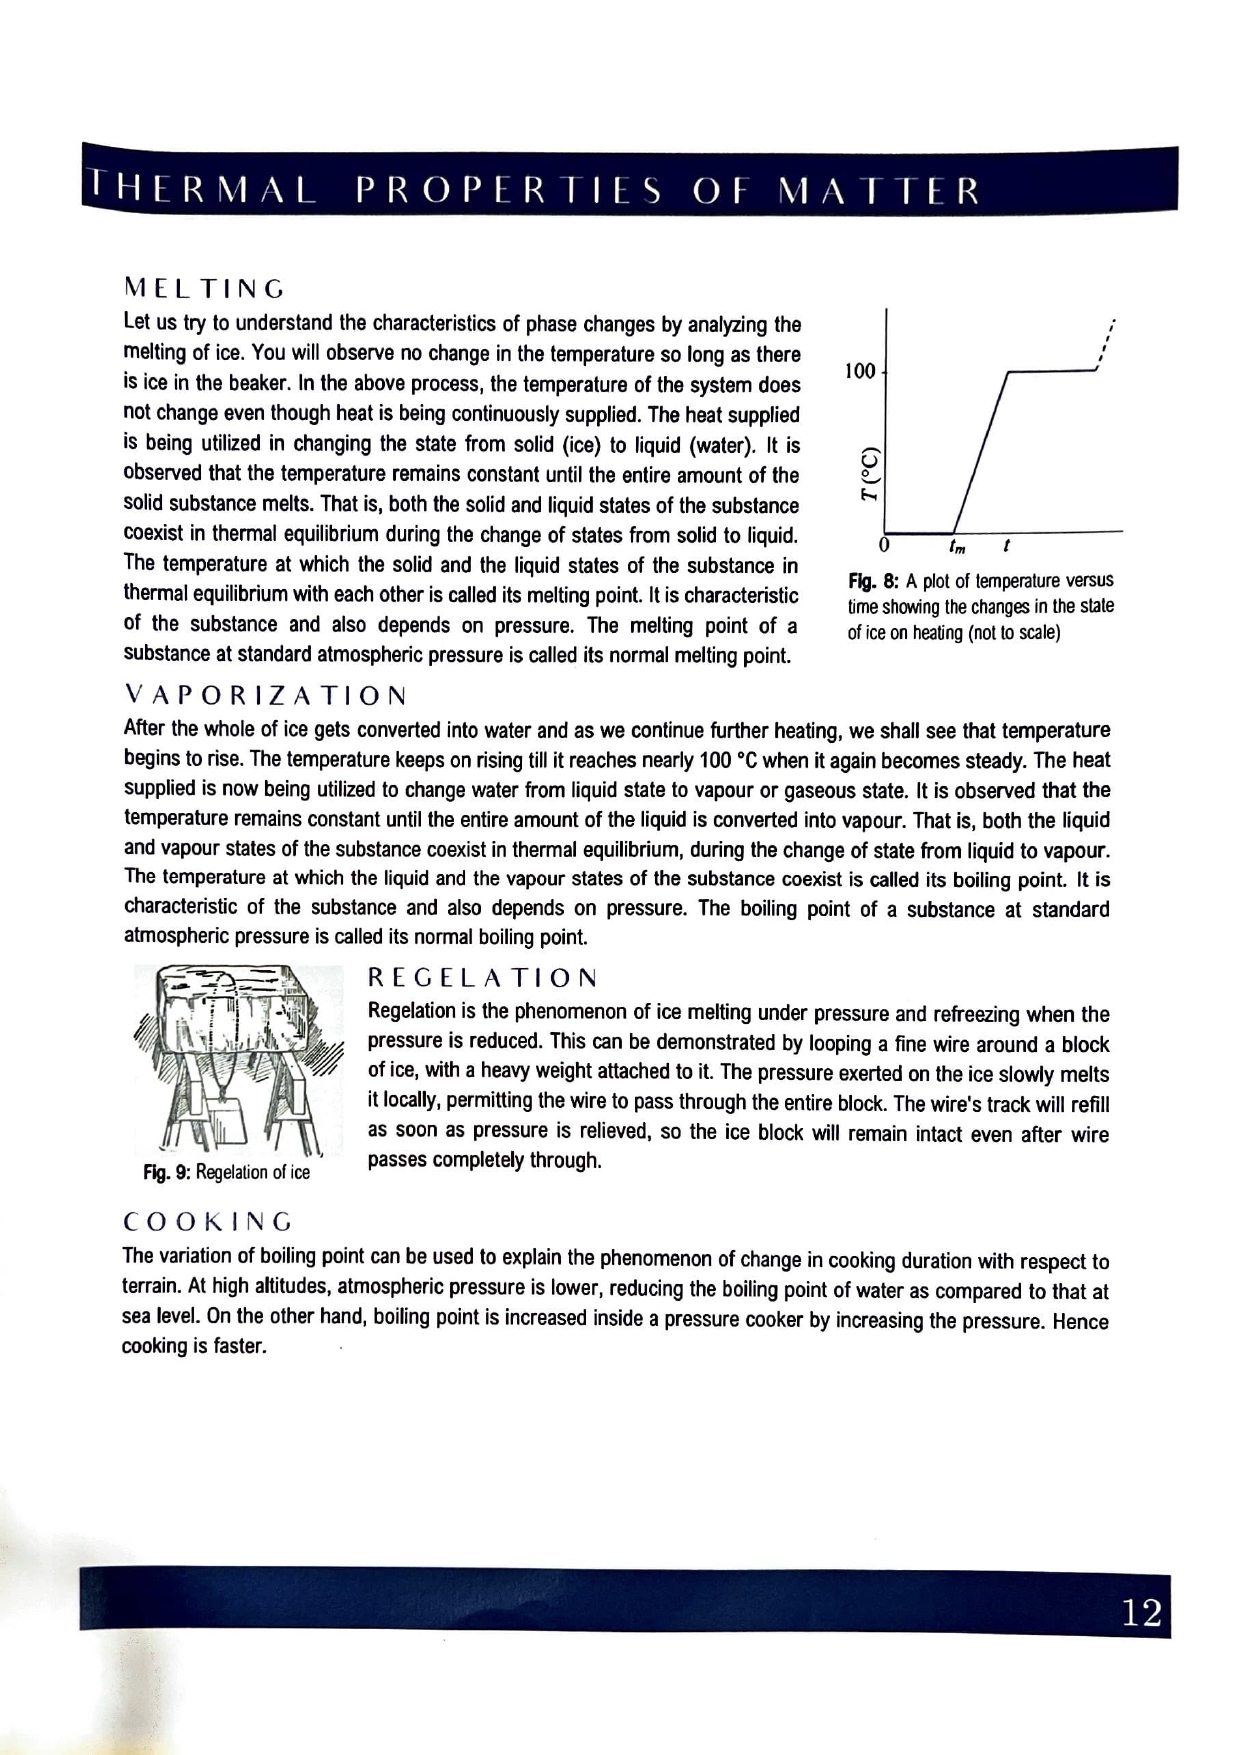 THERMAL PROPERTIES OF MATTER
MELTING
Let us try to understand the characteristics of phase changes by analyzing the
melting of ice. You will observe no change in the temperature so long as there
is ice in the beaker. In the above process, the temperature of the system does
not change even though heat is being continuously supplied. The heat supplied
is being utilized in changing the state from solid (ice) to liquid (water). It is
observed that the temperature remains constant until the entire amount of the
solid substance melts. That is, both the solid and liquid states of the substance
coexist in thermal equilibrium during the change of states from solid to liquid.
The temperature at which the solid and the liquid states of the substance in
thermal equilibrium with each other is called its melting point. It is characteristic
of the substance and also depends on pressure. The melting point of a
substance at standard atmospheric pressure is called its normal melting point.
100
T (°C)
0 tm t
Fig. 8: A plot of temperature versus
time showing the changes in the state
of ice on heating (not to scale)
VAPORIZATION
After the whole of ice gets converted into water and as we continue further heating, we shall see that temperature
begins to rise. The temperature keeps on rising till it reaches nearly 100 °C when it again becomes steady. The heat
supplied is now being utilized to change water from liquid state to vapour or gaseous state. It is observed that the
temperature remains constant until the entire amount of the liquid is converted into vapour. That is, both the liquid
and vapour states of the substance coexist in thermal equilibrium, during the change of state from liquid to vapour.
The temperature at which the liquid and the vapour states of the substance coexist is called its boiling point. It is
characteristic of the substance and also depends on pressure. The boiling point of a substance at standard
atmospheric pressure is called its normal boiling point.
REGELATION
Regelation is the phenomenon of ice melting under pressure and refreezing when the
pressure is reduced. This can be demonstrated by looping a fine wire around a block
of ice, with a heavy weight attached to it. The pressure exerted on the ice slowly melts
it locally, permitting the wire to pass through the entire block. The wire's track will refill
as soon as pressure is relieved, so the ice block will remain intact even after wire
passes completely through.
Fig. 9: Regelation of ice
COOKING
The variation of boiling point can be used to explain the phenomenon of change in cooking duration with respect to
terrain. At high altitudes, atmospheric pressure is lower, reducing the boiling point of water as compared to that at
sea level. On the other hand, boiling point is increased inside a pressure cooker by increasing the pressure. Hence
cooking is faster.
12